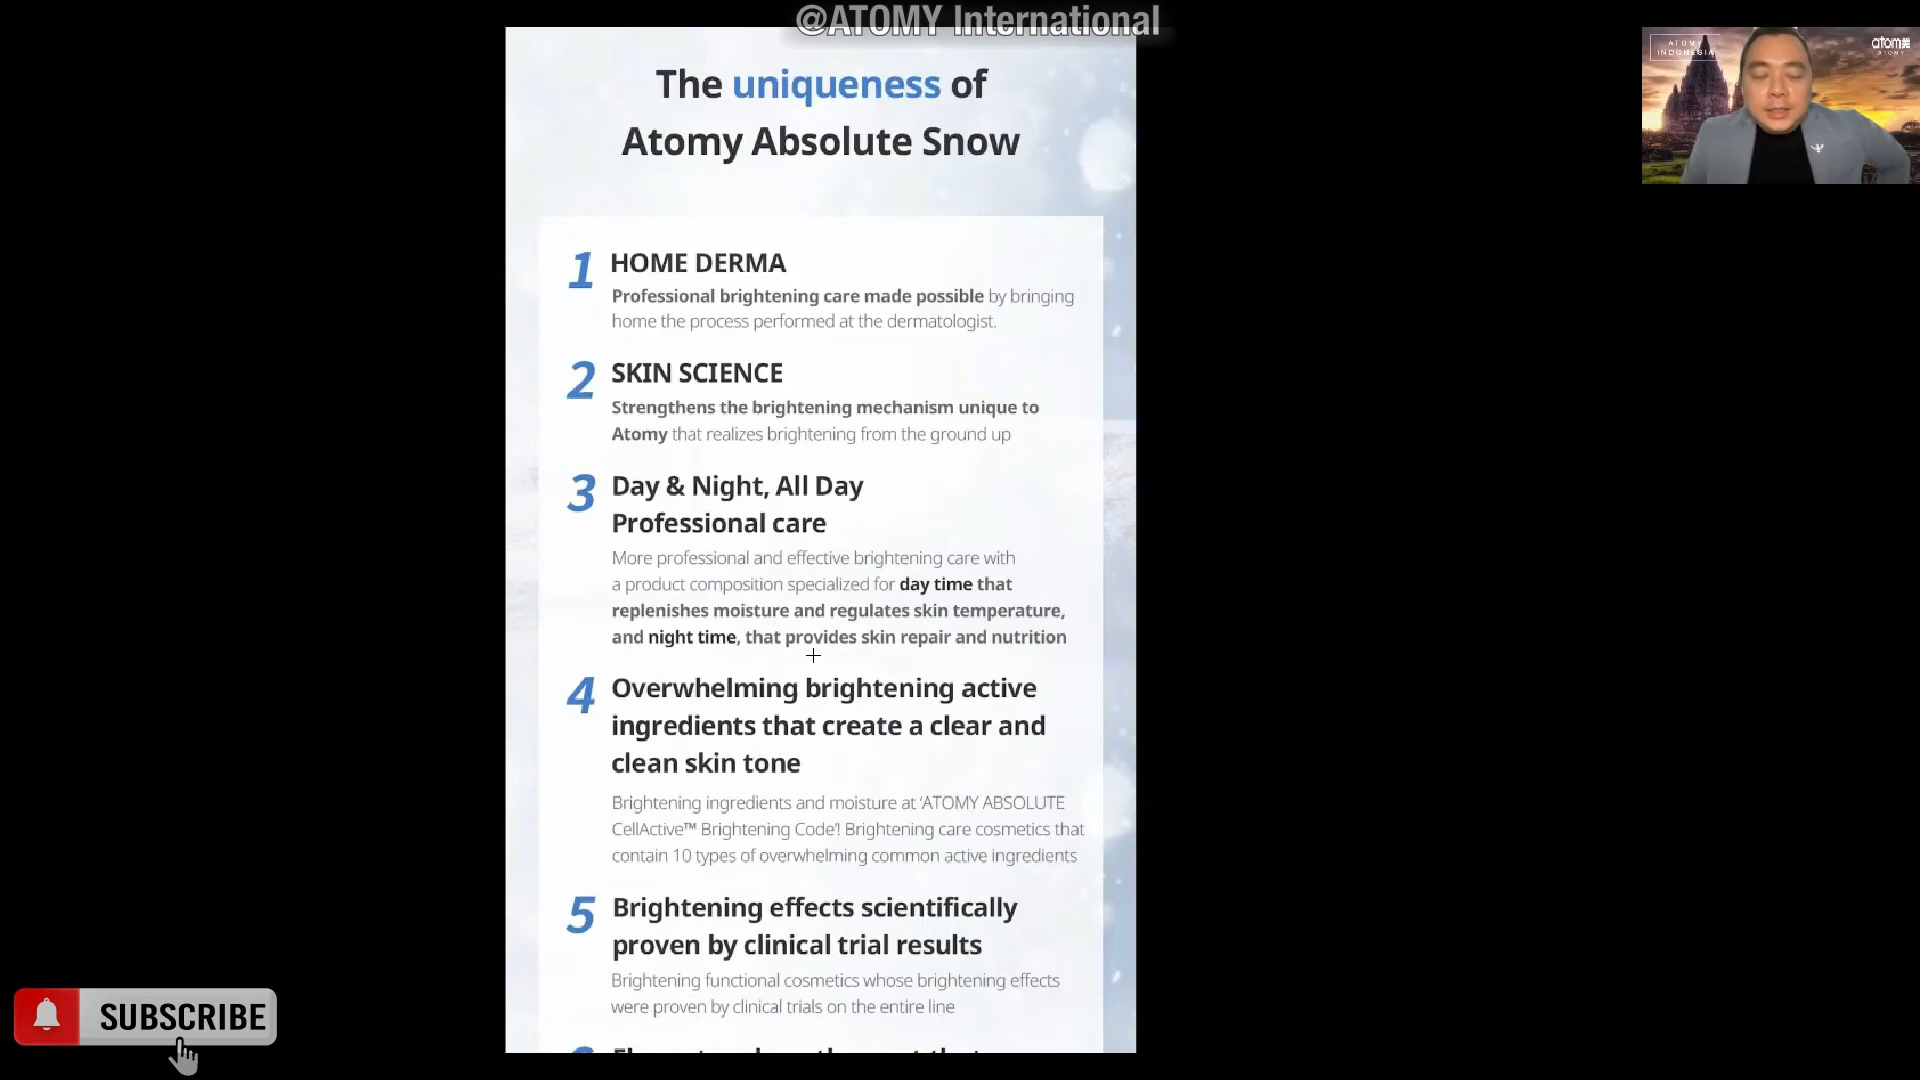 @ATOMY International
The uniqueness of
Atomy Absolute Snow
ATOMY
INDONESIA
atom美
ATOMY
1 HOME DERMA
Professional brightening care made possible by bringing
home the process performed at the dermatologist.
2 SKIN SCIENCE
Strengthens the brightening mechanism unique to
Atomy that realizes brightening from the ground up
3 Day & Night, All Day
Professional care
More professional and effective brightening care with
a product composition specialized for day time that
replenishes moisture and regulates skin temperature,
and night time, that provides skin repair and nutrition
4 Overwhelming brightening active
ingredients that create a clear and
clean skin tone
Brightening ingredients and moisture at ‘ATOMY ABSOLUTE
CellActive™ Brightening Code’! Brightening care cosmetics that
contain 10 types of overwhelming common active ingredients
5 Brightening effects scientifically
proven by clinical trial results
Brightening functional cosmetics whose brightening effects
were proven by clinical trials on the entire line
SUBSCRIBE